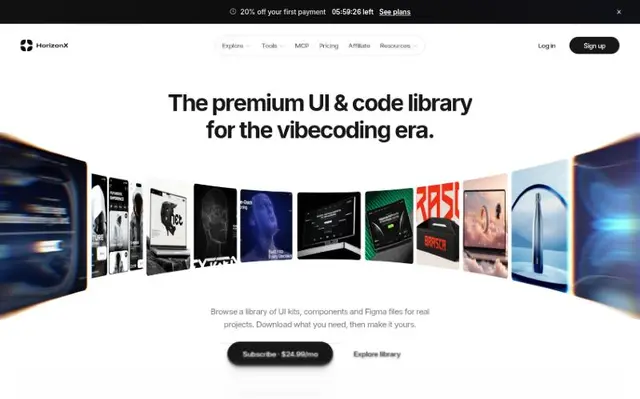 20% off your first payment 05:59:26 left See plans
HorizonX
Explore Tools MCP Pricing Affiliate Resources
Log in Sign up
The premium UI & code library
for the vibecoding era.
BRASCH
Browse a library of UI kits, components and Figma files for real
projects. Download what you need, then make it yours.
Subscribe · $24.99/mo Explore library